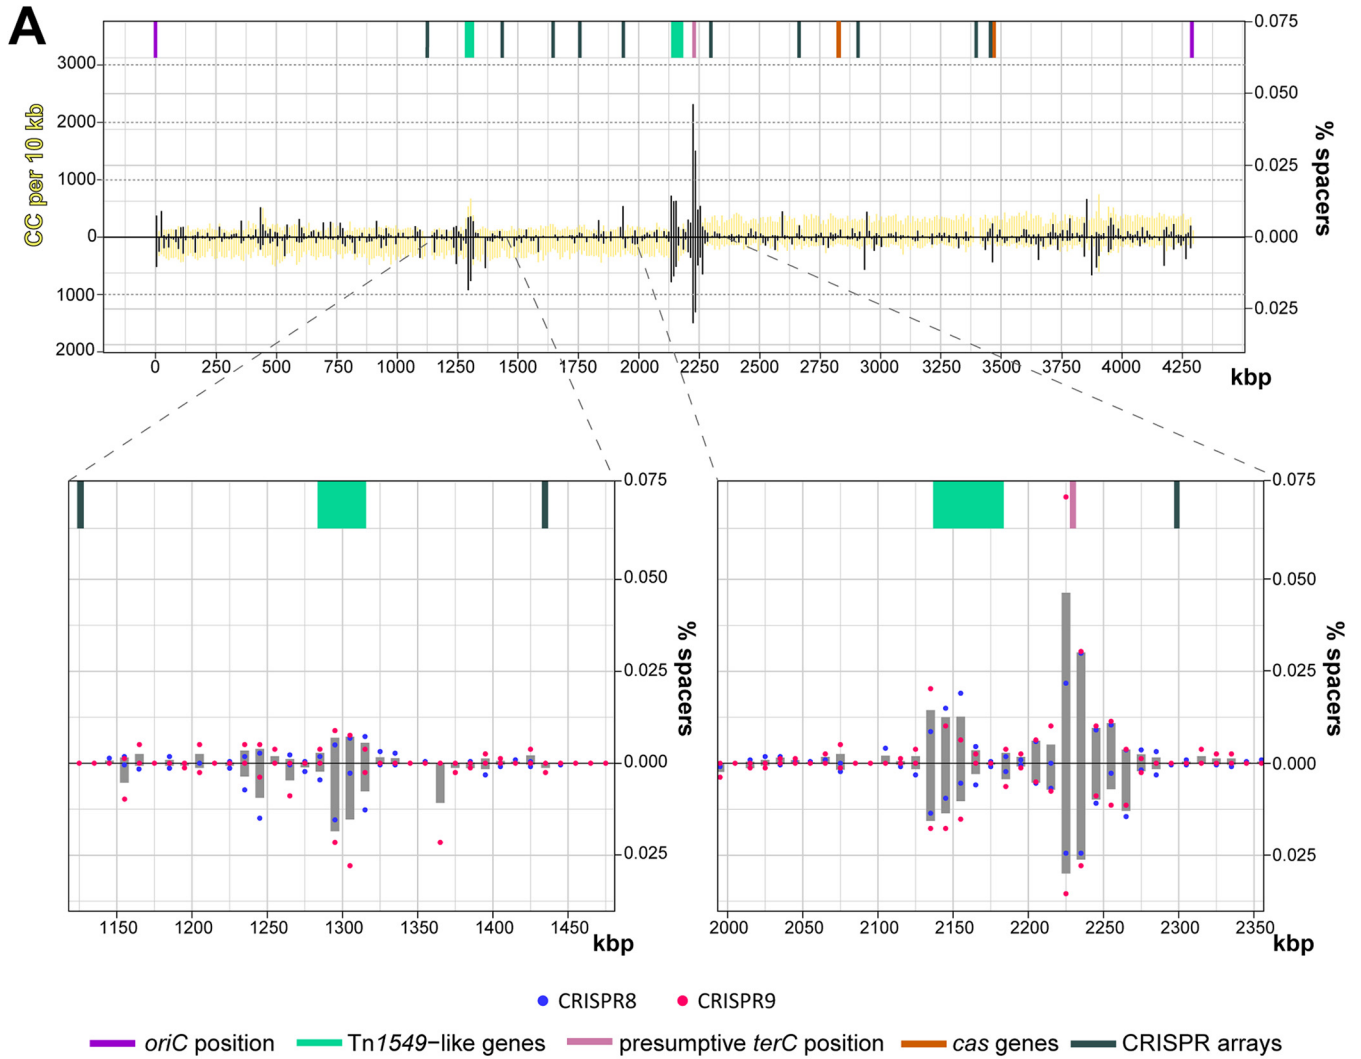 A
CC per 10 kb
3000
2000
1000
0
1000
2000
0.075
0.050
0.025
0.000
0.025
% spacers
0 250 500 750 1000 1250 1500 1750 2000 2250 2500 2750 3000 3250 3500 3750 4000 4250
kbp
0.075
0.050
0.025
0.000
0.025
% spacers
1150 1200 1250 1300 1350 1400 1450
kbp
0.075
0.050
0.025
0.000
0.025
% spacers
2000 2050 2100 2150 2200 2250 2300 2350
kbp
CRISPR8 CRISPR9
oriC position Tn1549−like genes presumptive terC position cas genes CRISPR arrays